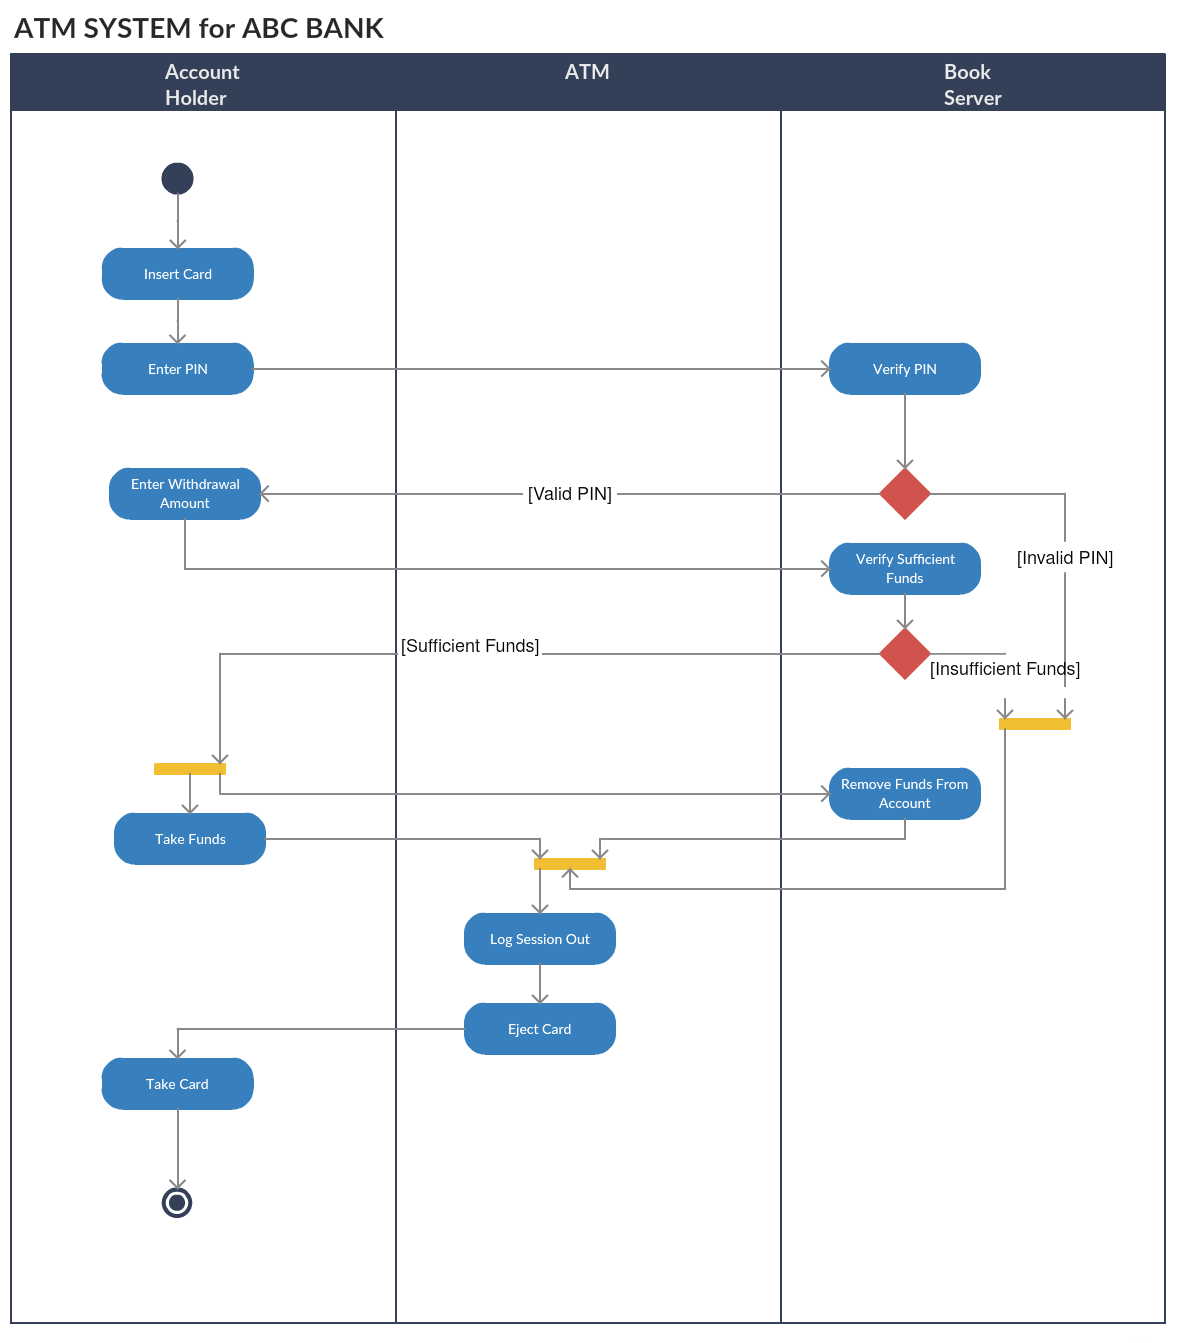 ATM SYSTEM for ABC BANK
Account
Holder
ATM
Book
Server
Insert Card
Enter PIN
Verify PIN
Enter Withdrawal
Amount
[Valid PIN]
Verify Sufficient
Funds
[Invalid PIN]
[Sufficient Funds]
[Insufficient Funds]
Remove Funds From
Account
Take Funds
Log Session Out
Eject Card
Take Card